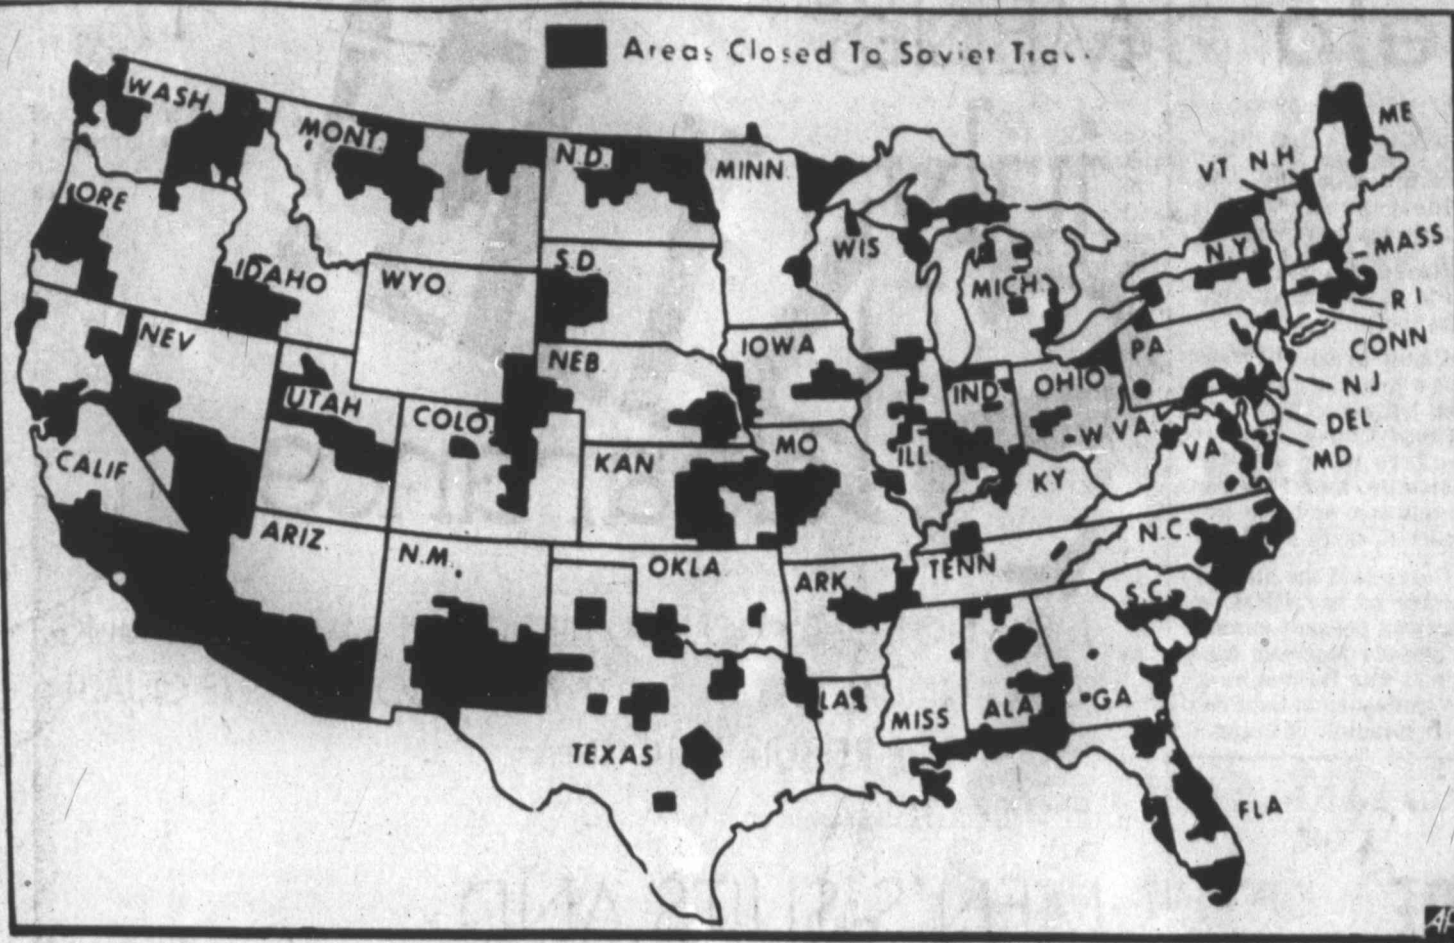 Areas Closed To Soviet Trav
WASH.
MONT.
N.D.
MINN.
ME
VT N.H
ORE
WIS
MICH.
N.Y.
MASS
R I
CONN
IDAHO
WYO.
S.D.
NEV
NEB
IOWA
PA
N J
UTAH
COLO.
IND.
OHIO
DEL
MD
CALIF
KAN
MO
ILL.
W VA.
VA
KY
ARIZ.
N.M.
OKLA.
ARK.
TENN
N.C.
S.C.
TEXAS
LA.
MISS
ALA.
GA
FLA
AP